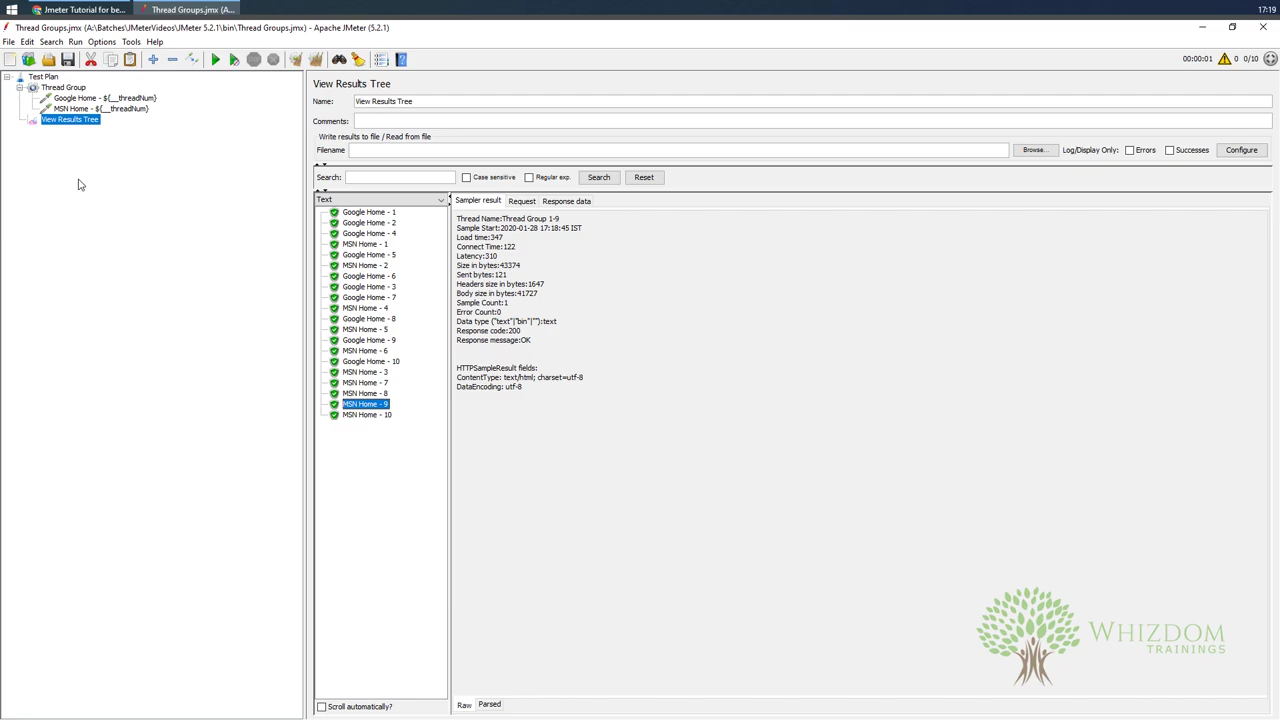 Jmeter Tutorial for be...
Thread Groups.jmx (A...
17:19
Thread Groups.jmx (A:\Batches\JMeterVideos\JMeter 5.2.1\bin\Thread Groups.jmx) - Apache JMeter (5.2.1)
File Edit Search Run Options Tools Help
00:00:01 0 0/10
Test Plan
Thread Group
Google Home - ${__threadNum}
MSN Home - ${__threadNum}
View Results Tree
View Results Tree
Name: View Results Tree
Comments:
Write results to file / Read from file
Filename Browse... Log/Display Only: Errors Successes Configure
Search: Case sensitive Regular exp. Search Reset
Text
Google Home - 1
Google Home - 2
Google Home - 4
MSN Home - 1
Google Home - 5
MSN Home - 2
Google Home - 6
Google Home - 3
Google Home - 7
MSN Home - 4
Google Home - 8
MSN Home - 5
Google Home - 9
MSN Home - 6
Google Home - 10
MSN Home - 3
MSN Home - 7
MSN Home - 8
MSN Home - 9
MSN Home - 10
Scroll automatically?
Sampler result Request Response data
Thread Name:Thread Group 1-9
Sample Start:2020-01-28 17:18:45 IST
Load time:347
Connect Time:122
Latency:310
Size in bytes:43374
Sent bytes:121
Headers size in bytes:1647
Body size in bytes:41727
Sample Count:1
Error Count:0
Data type ("text"|"bin"|""):text
Response code:200
Response message:OK
HTTPSampleResult fields:
ContentType: text/html; charset=utf-8
DataEncoding: utf-8
Raw Parsed
WHIZDOM
TRAININGS